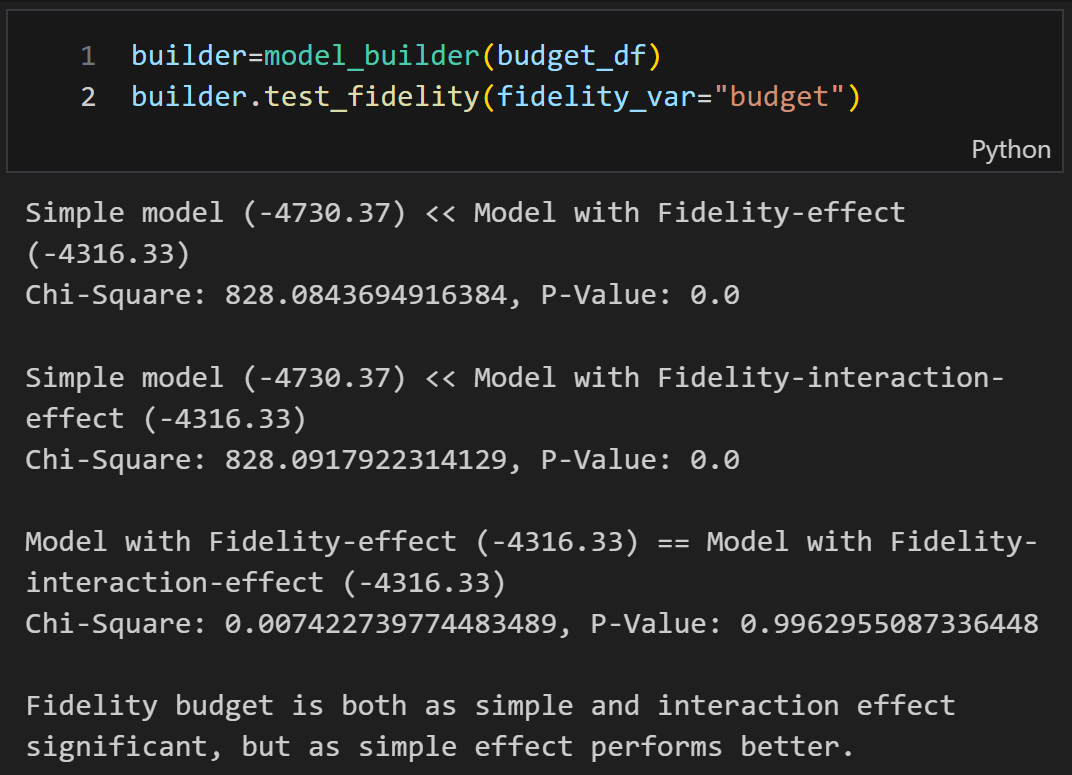 1 builder=model_builder(budget_df)
2 builder.test_fidelity(fidelity_var="budget")
Python
Simple model (-4730.37) << Model with Fidelity-effect
(-4316.33)
Chi-Square: 828.0843694916384, P-Value: 0.0
Simple model (-4730.37) << Model with Fidelity-interaction-
effect (-4316.33)
Chi-Square: 828.0917922314129, P-Value: 0.0
Model with Fidelity-effect (-4316.33) == Model with Fidelity-
interaction-effect (-4316.33)
Chi-Square: 0.007422739774483489, P-Value: 0.9962955087336448
Fidelity budget is both as simple and interaction effect
significant, but as simple effect performs better.